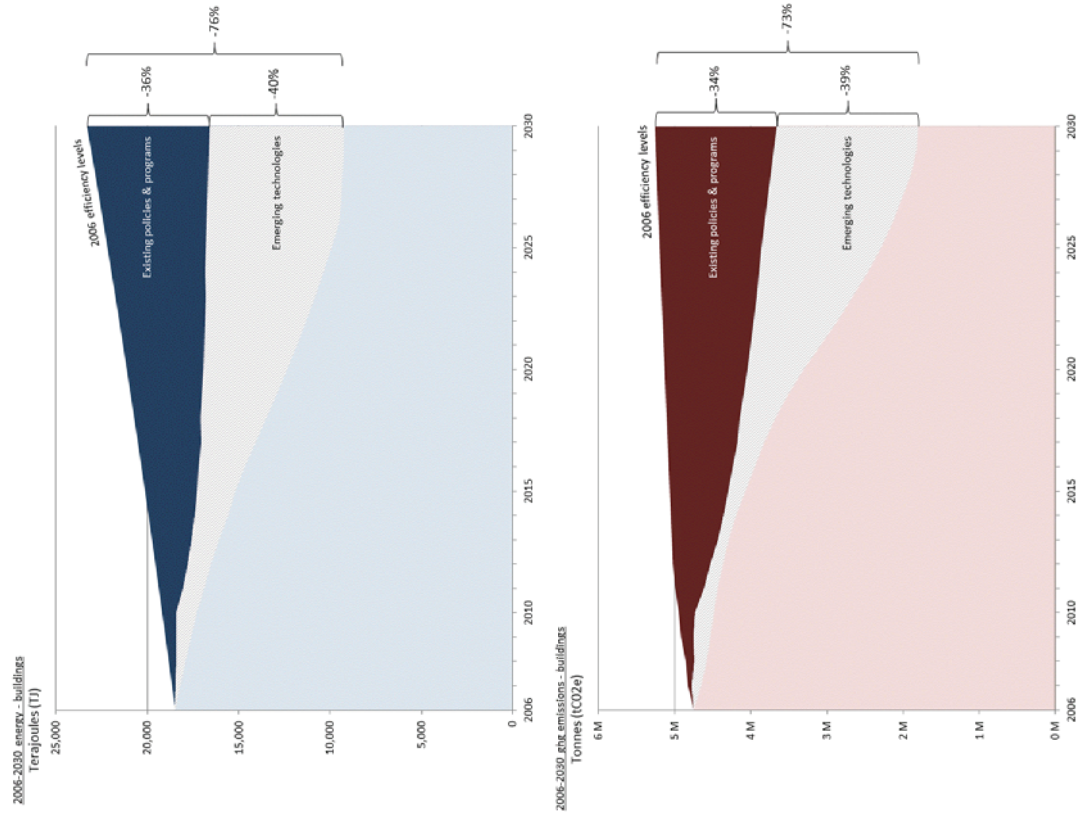 2006-2030 energy - buildings
Terajoules (TJ)
25,000
20,000
15,000
10,000
5,000
0
2006
2010
2015
2020
2025
2030
2006 efficiency levels
Existing policies & programs
Emerging technologies
-36%
-40%
-76%
2006-2030 ghg emissions - buildings
Tonnes (tC02e)
6 M
5 M
4 M
3 M
2 M
1 M
0 M
2006
2010
2015
2020
2025
2030
2006 efficiency levels
Existing policies & programs
Emerging technologies
-34%
-39%
-73%